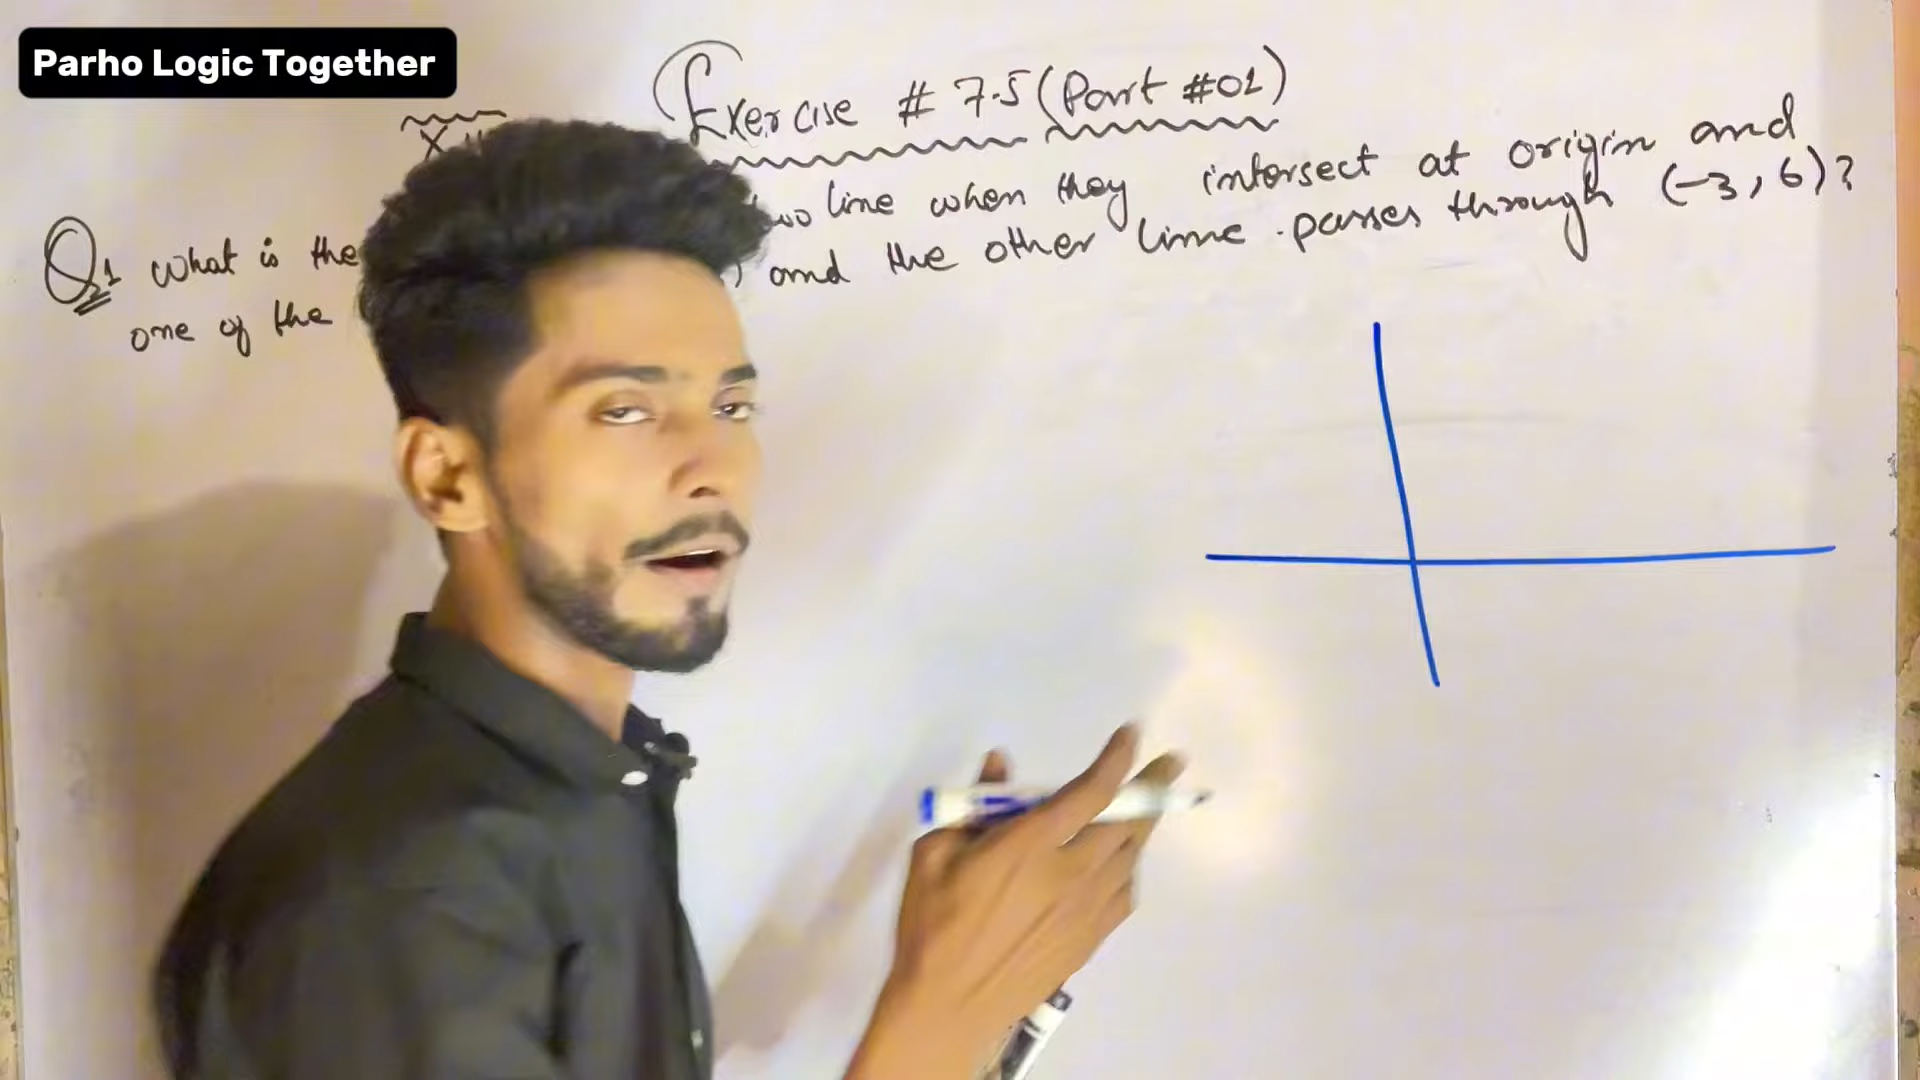 Parho Logic Together
Exercise # 7.5 (Part #01)
Q1 What is the two line when they intersect at origin and
one of the and the other line passes through (-3, 6)?